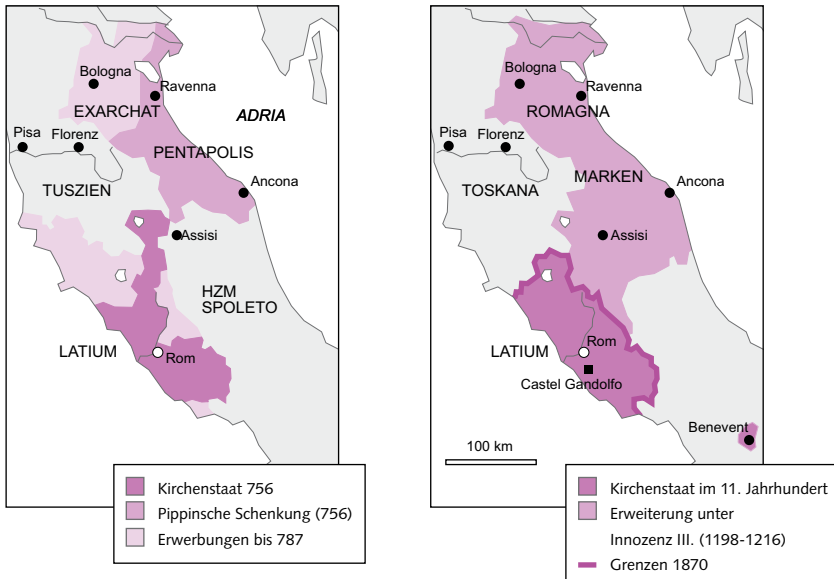 Bologna
Ravenna
EXARCHAT
ADRIA
Pisa
Florenz
PENTAPOLIS
TUSZIEN
Ancona
Assisi
HZM
SPOLETO
LATIUM
Rom
Kirchenstaat 756
Pippinsche Schenkung (756)
Erwerbungen bis 787
Bologna
Ravenna
ROMAGNA
Pisa
Florenz
MARKEN
TOSKANA
Ancona
Assisi
LATIUM
Rom
Castel Gandolfo
Benevent
100 km
Kirchenstaat im 11. Jahrhundert
Erweiterung unter
Innozenz III. (1198-1216)
Grenzen 1870